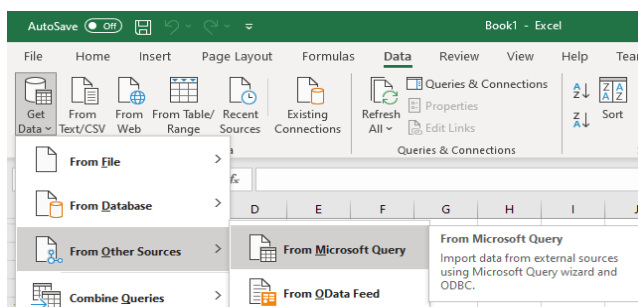 AutoSave Off Book1 - Excel
File Home Insert Page Layout Formulas Data Review View Help Tea
Get Data From Text/CSV From Web From Table/ Range Recent Sources Existing Connections Refresh All Queries & Connections Properties Edit Links Sort
Queries & Connections
From File
fx
From Database
D E F G H I
From Other Sources
From Microsoft Query
From Microsoft Query
Import data from external sources
using Microsoft Query wizard and
ODBC.
Combine Queries
From OData Feed